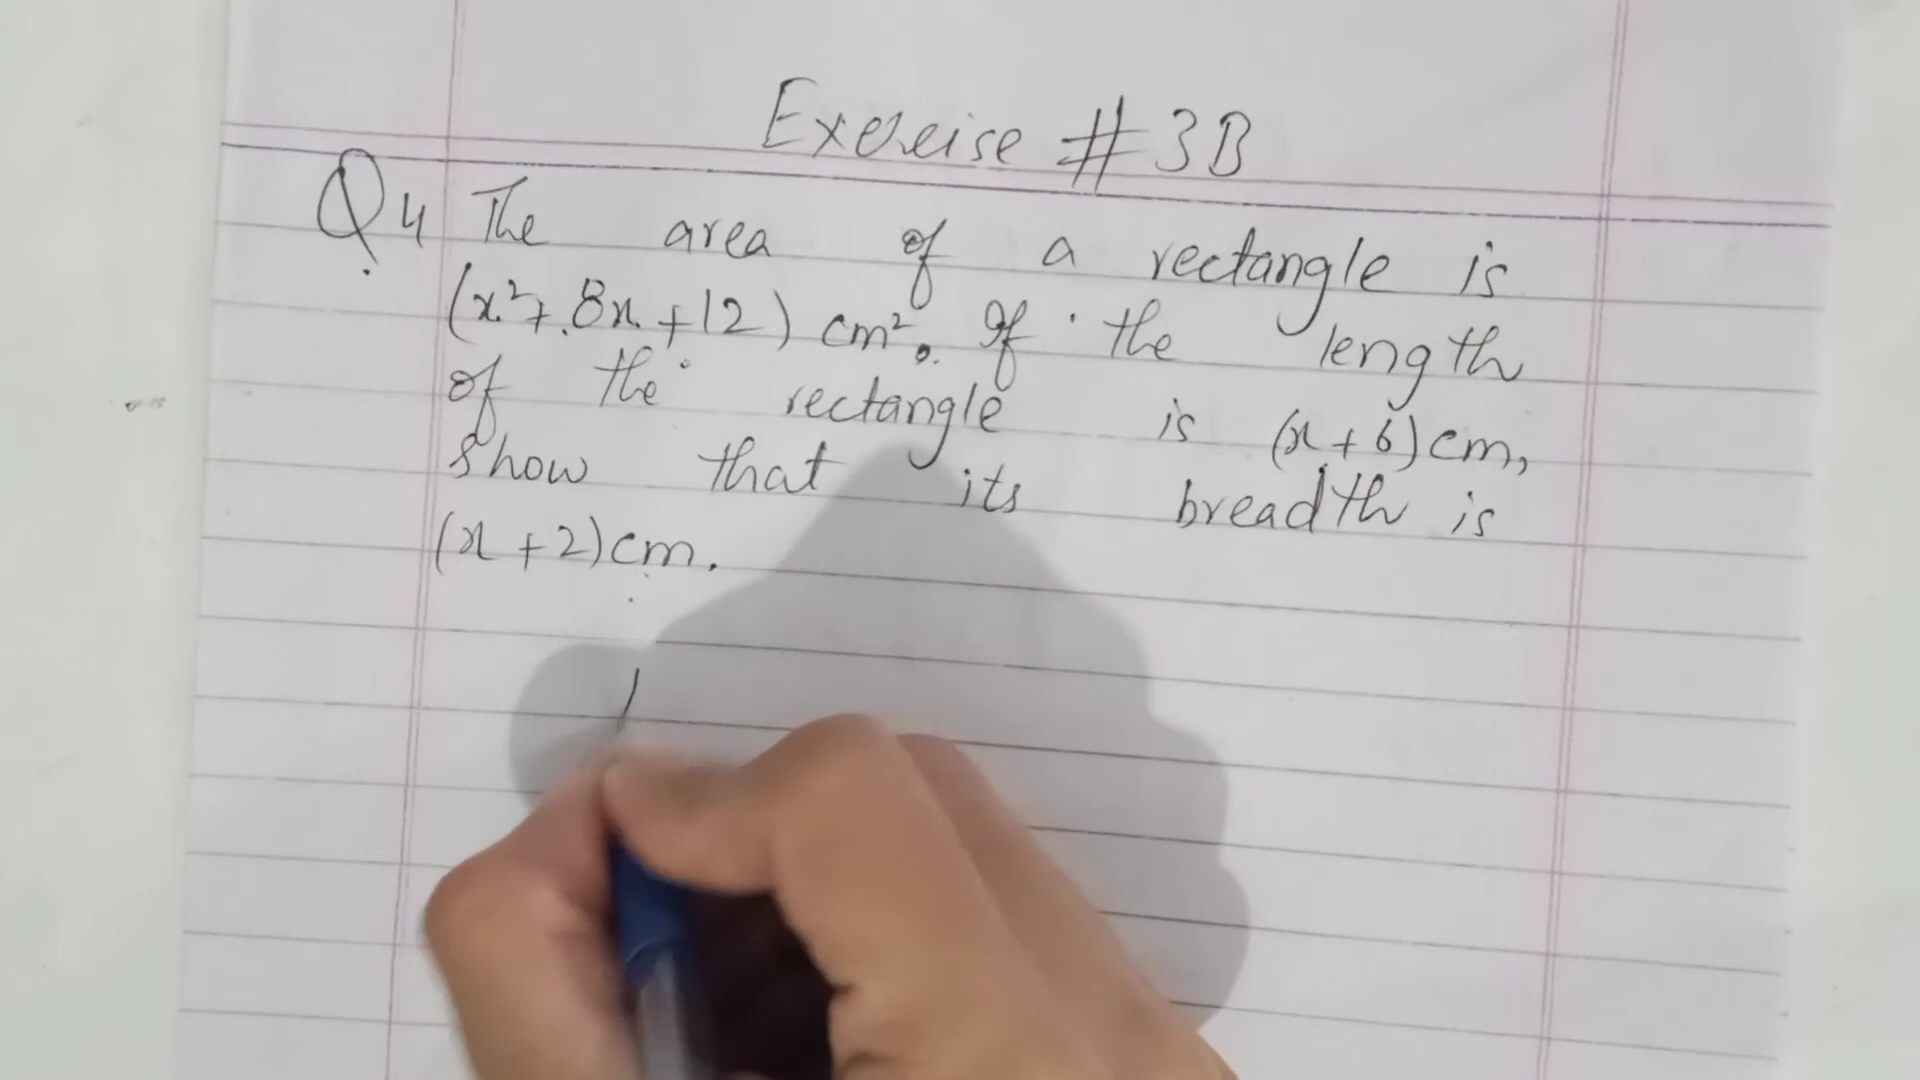 Exercise # 3B
Q4 The area of a rectangle is
(x²+8x+12) cm². If the length
of the rectangle is (x+6)cm,
show that its breadth is
(x+2)cm.